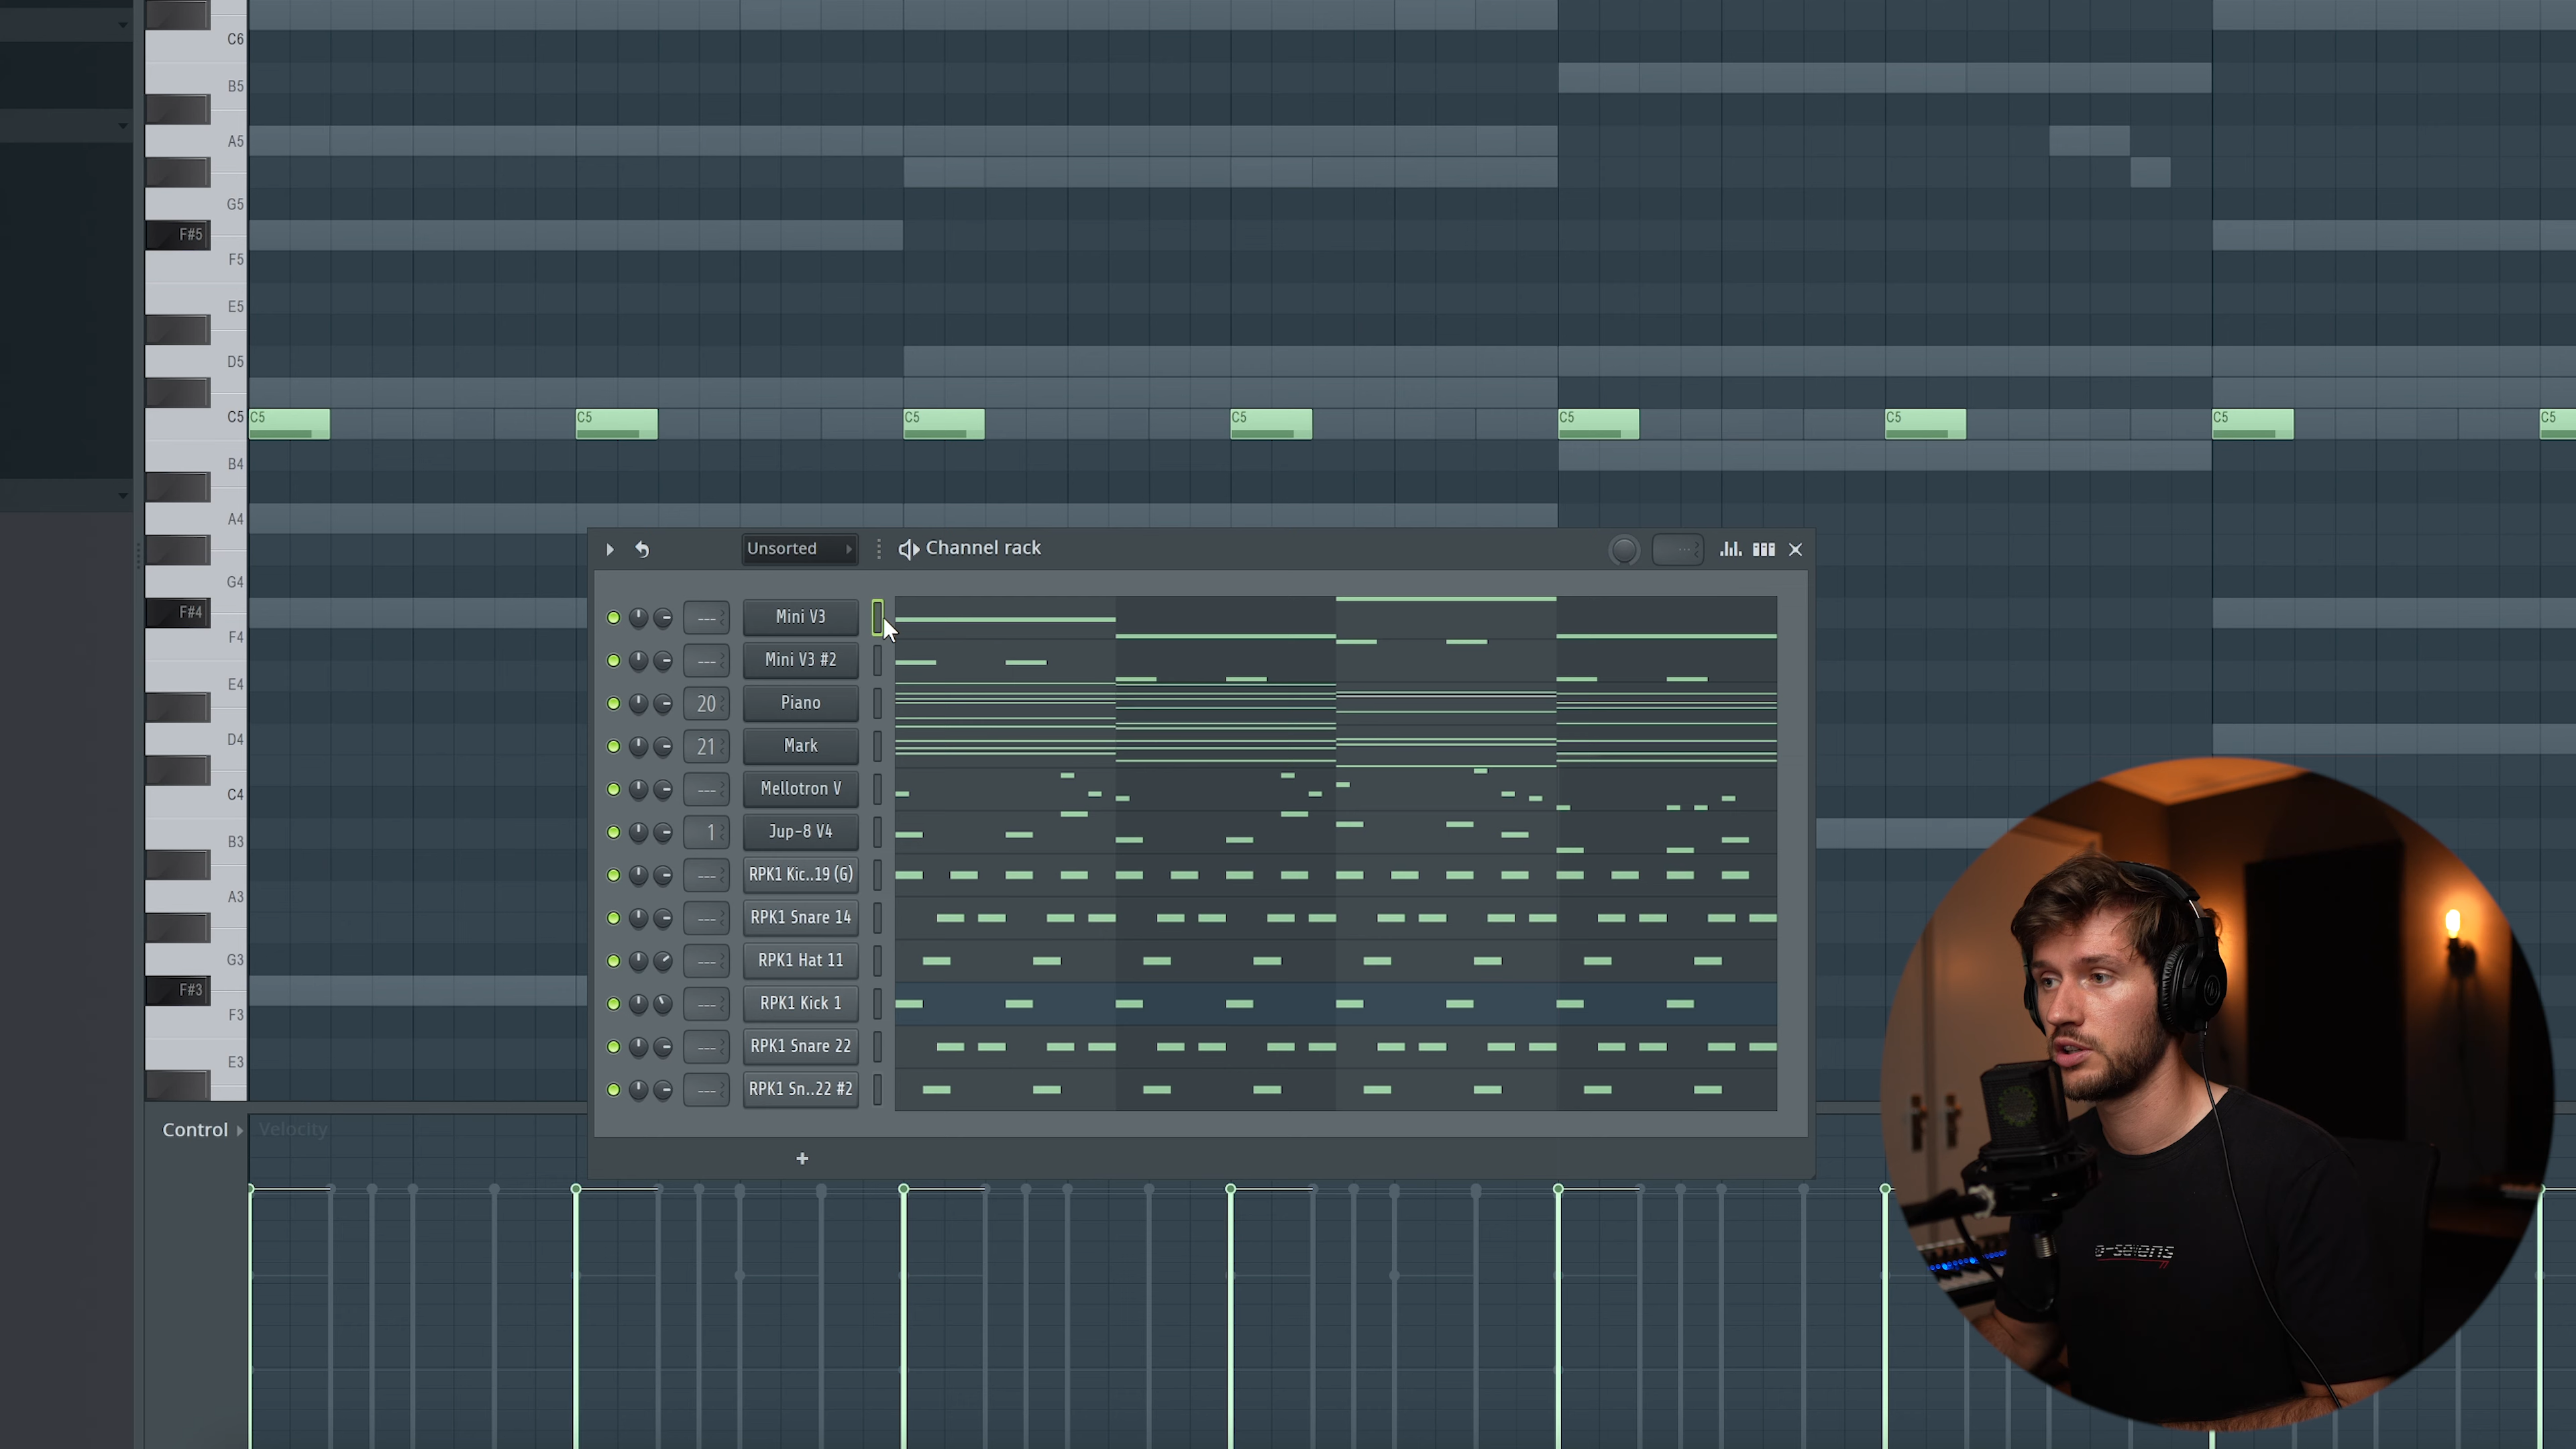 C6
B5
A5
G5
F#5
F5
E5
D5
C5
C5 C5 C5 C5 C5 C5 C5 C5
B4
A4
G4
F#4
F4
E4
D4
C4
B3
A3
G3
F#3
F3
E3
Unsorted Channel rack
--- Mini V3
--- Mini V3 #2
20 Piano
21 Mark
--- Mellotron V
1 Jup-8 V4
--- RPK1 Kic..19 (G)
--- RPK1 Snare 14
--- RPK1 Hat 11
--- RPK1 Kick 1
--- RPK1 Snare 22
--- RPK1 Sn..22 #2
+
Control Velocity